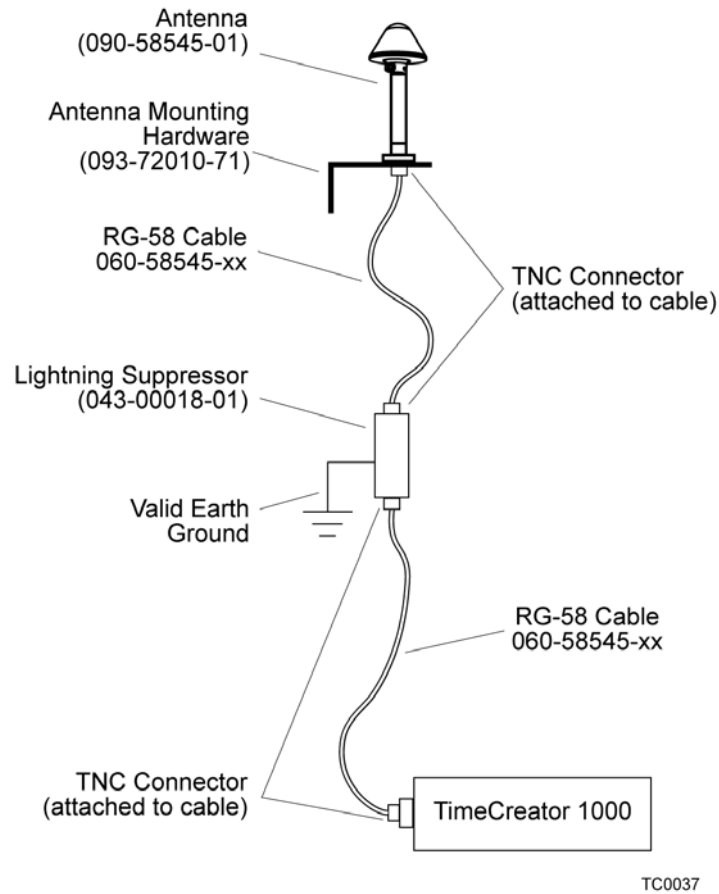 Antenna
(090-58545-01)
Antenna Mounting
Hardware
(093-72010-71)
RG-58 Cable
060-58545-xx
TNC Connector
(attached to cable)
Lightning Suppressor
(043-00018-01)
Valid Earth
Ground
RG-58 Cable
060-58545-xx
TNC Connector
(attached to cable)
TimeCreator 1000
TC0037